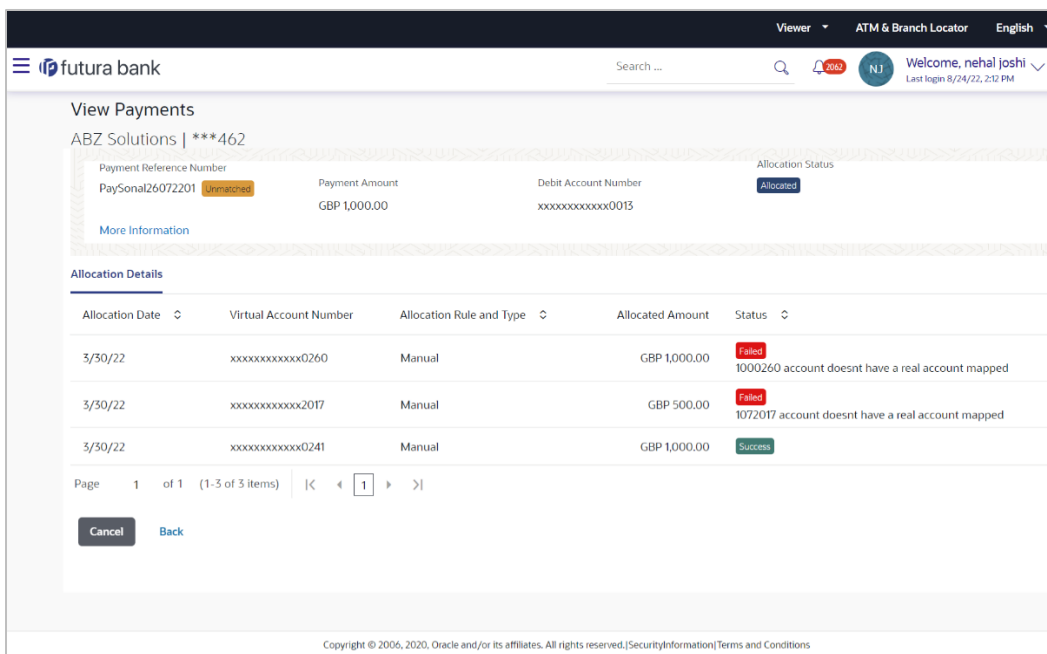 Viewer ATM & Branch Locator English
futura bank Search ... 2062 NJ Welcome, nehal joshi
Last login 8/24/22, 2:12 PM
View Payments
ABZ Solutions | ***462
Payment Reference Number Payment Amount Debit Account Number Allocation Status
PaySonal26072201 Unmatched GBP 1,000.00 xxxxxxxxxxxx0013 Allocated
More Information
Allocation Details
Allocation Date Virtual Account Number Allocation Rule and Type Allocated Amount Status
3/30/22 xxxxxxxxxxxx0260 Manual GBP 1,000.00 Failed
1000260 account doesnt have a real account mapped
3/30/22 xxxxxxxxxxxx2017 Manual GBP 500.00 Failed
1072017 account doesnt have a real account mapped
3/30/22 xxxxxxxxxxxx0241 Manual GBP 1,000.00 Success
Page 1 of 1 (1-3 of 3 items) 1
Cancel Back
Copyright © 2006, 2020, Oracle and/or its affiliates. All rights reserved.|SecurityInformation|Terms and Conditions